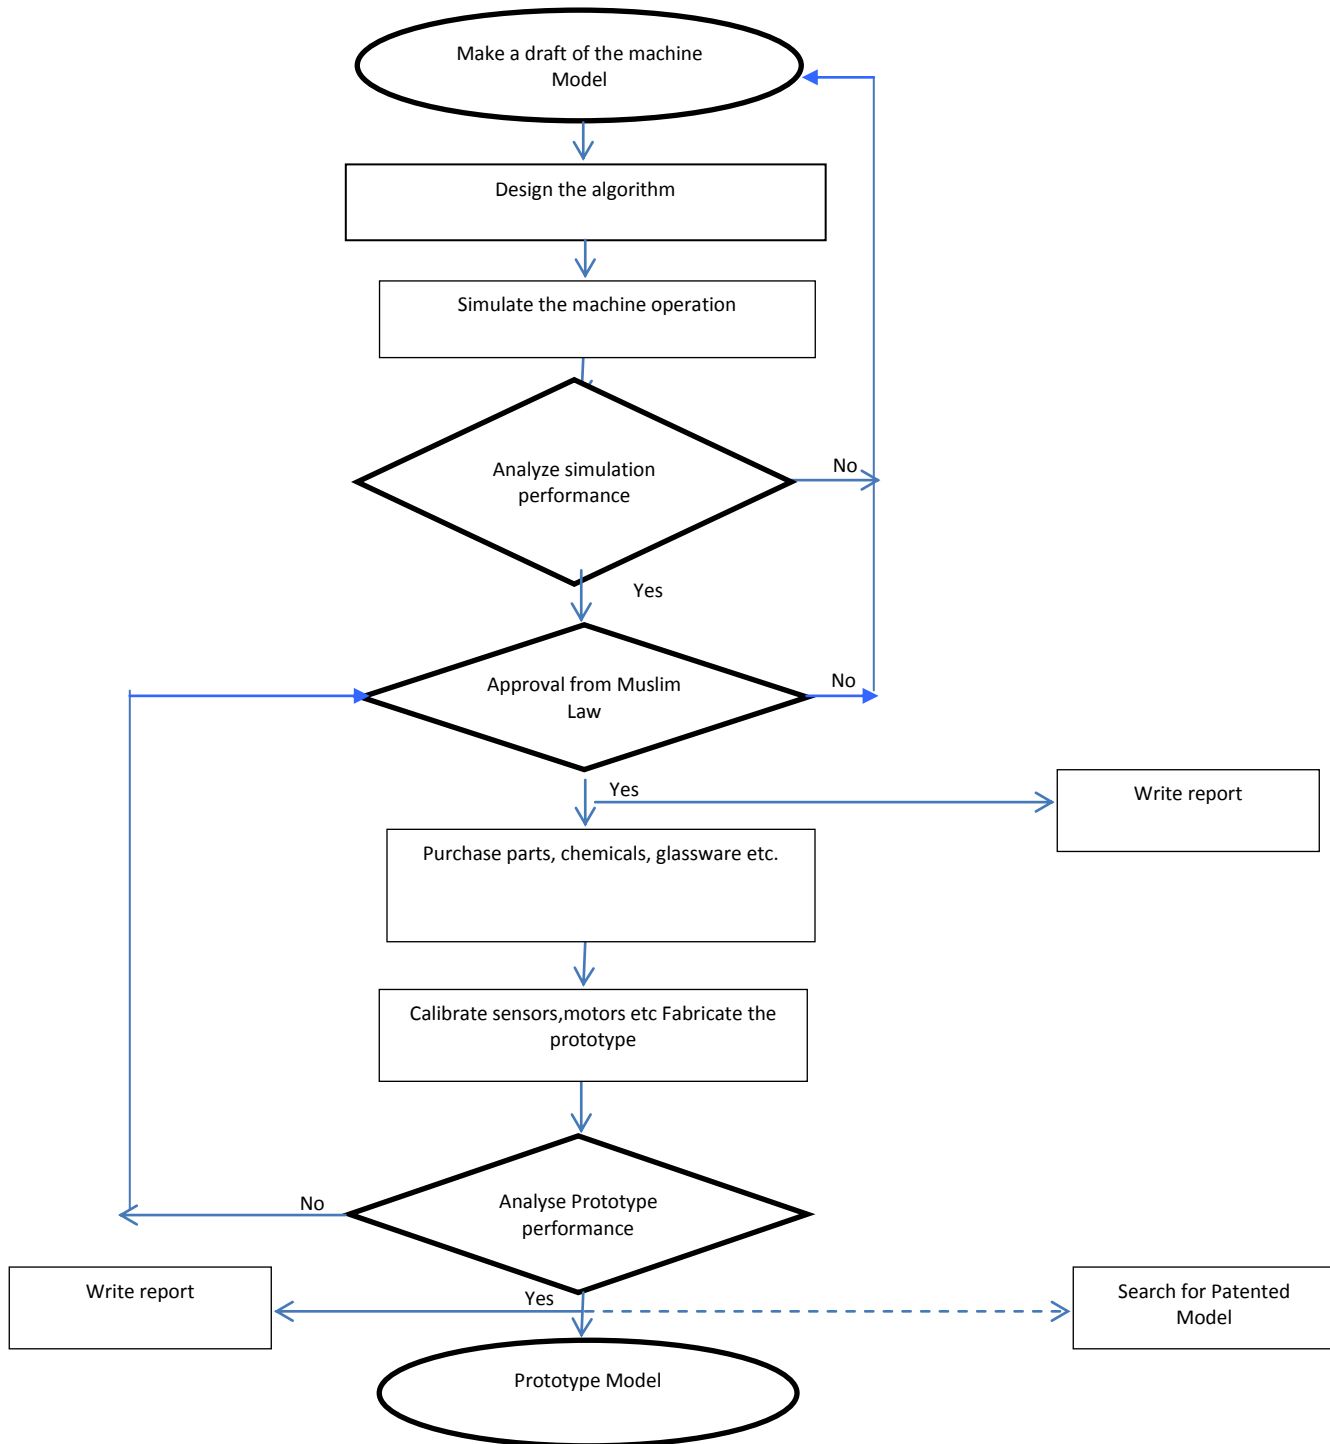 Make a draft of the machine
Model
Design the algorithm
Simulate the machine operation
Analyze simulation
performance
No
Yes
Approval from Muslim
Law
No
Yes
Write report
Purchase parts, chemicals, glassware etc.
Calibrate sensors,motors etc Fabricate the
prototype
Analyse Prototype
performance
No
Yes
Write report
Search for Patented
Model
Prototype Model